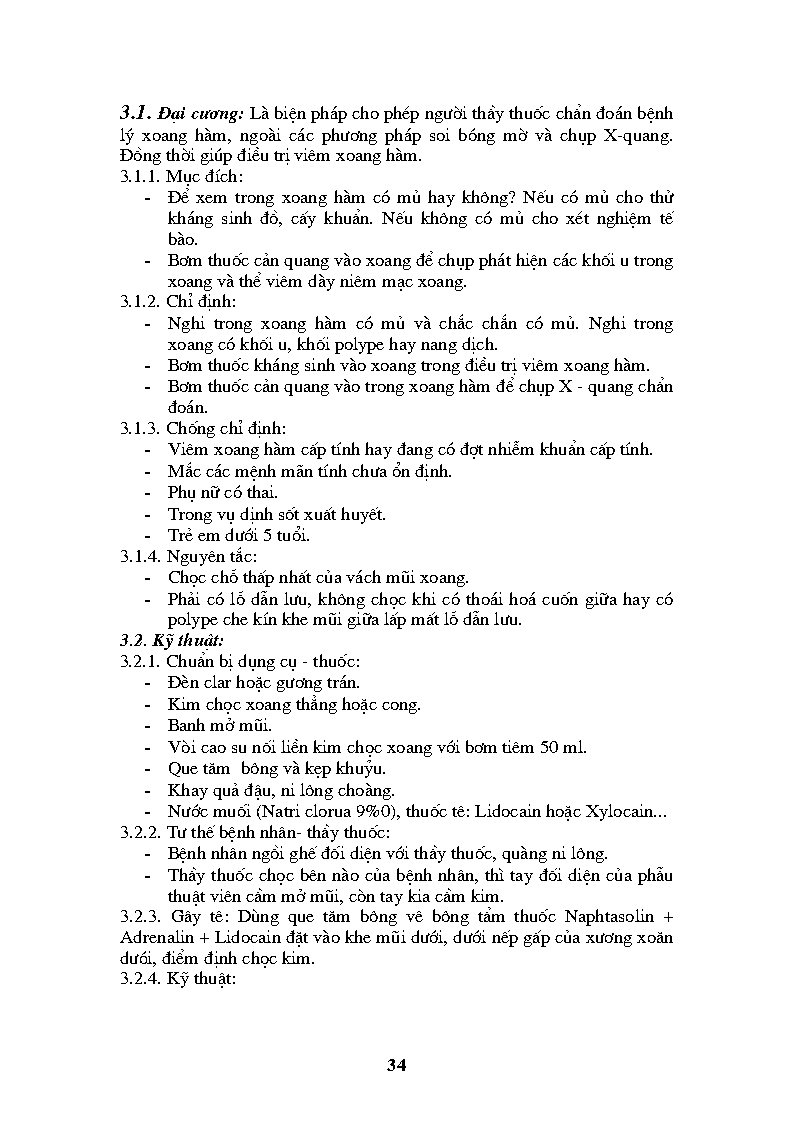 3.1. Đại cương: Là biện pháp cho phép người thầy thuốc chẩn đoán bệnh
lý xoang hàm, ngoài các phương pháp soi bóng mờ và chụp X-quang.
Đồng thời giúp điều trị viêm xoang hàm.
3.1.1. Mục đích:
- Để xem trong xoang hàm có mủ hay không? Nếu có mủ cho thử
kháng sinh đồ, cấy khuẩn. Nếu không có mủ cho xét nghiệm tế
bào.
- Bơm thuốc cản quang vào xoang để chụp phát hiện các khối u trong
xoang và thể viêm dày niêm mạc xoang.
3.1.2. Chỉ định:
- Nghi trong xoang hàm có mủ và chắc chắn có mủ. Nghi trong
xoang có khối u, khối polype hay nang dịch.
- Bơm thuốc kháng sinh vào xoang trong điều trị viêm xoang hàm.
- Bơm thuốc cản quang vào trong xoang hàm để chụp X - quang chẩn
đoán.
3.1.3. Chống chỉ định:
- Viêm xoang hàm cấp tính hay đang có đợt nhiễm khuẩn cấp tính.
- Mắc các mệnh mãn tính chưa ổn định.
- Phụ nữ có thai.
- Trong vụ dịnh sốt xuất huyết.
- Trẻ em dưới 5 tuổi.
3.1.4. Nguyên tắc:
- Chọc chỗ thấp nhất của vách mũi xoang.
- Phải có lỗ dẫn lưu, không chọc khi có thoái hoá cuốn giữa hay có
polype che kín khe mũi giữa lấp mất lỗ dẫn lưu.
3.2. Kỹ thuật:
3.2.1. Chuẩn bị dụng cụ - thuốc:
- Đèn clar hoặc gương trán.
- Kim chọc xoang thẳng hoặc cong.
- Banh mở mũi.
- Vòi cao su nối liền kim chọc xoang với bơm tiêm 50 ml.
- Que tăm bông và kẹp khuỷu.
- Khay quả đậu, ni lông choàng.
- Nước muối (Natri clorua 9%0), thuốc tê: Lidocain hoặc Xylocain...
3.2.2. Tư thế bệnh nhân- thầy thuốc:
- Bệnh nhân ngồi ghế đối diện với thầy thuốc, quàng ni lông.
- Thầy thuốc chọc bên nào của bệnh nhân, thì tay đối diện của phẫu
thuật viên cầm mở mũi, còn tay kia cầm kim.
3.2.3. Gây tê: Dùng que tăm bông vê bông tẩm thuốc Naphtasolin +
Adrenalin + Lidocain đặt vào khe mũi dưới, dưới nếp gấp của xương xoăn
dưới, điểm định chọc kim.
3.2.4. Kỹ thuật:
34